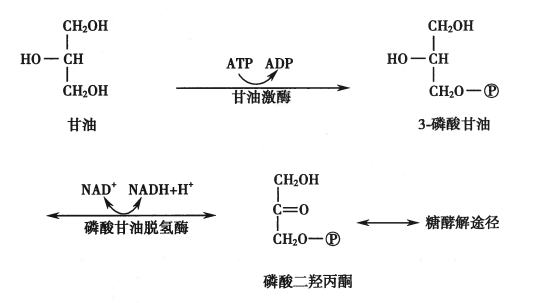 CH₂OH
HO—CH
CH₂OH
甘油
ATP ADP
甘油激酶
CH₂OH
HO—CH
CH₂O—Ⓟ
3-磷酸甘油
NAD⁺ NADH+H⁺
磷酸甘油脱氢酶
CH₂OH
C=O
CH₂O—Ⓟ
磷酸二羟丙酮
糖酵解途径